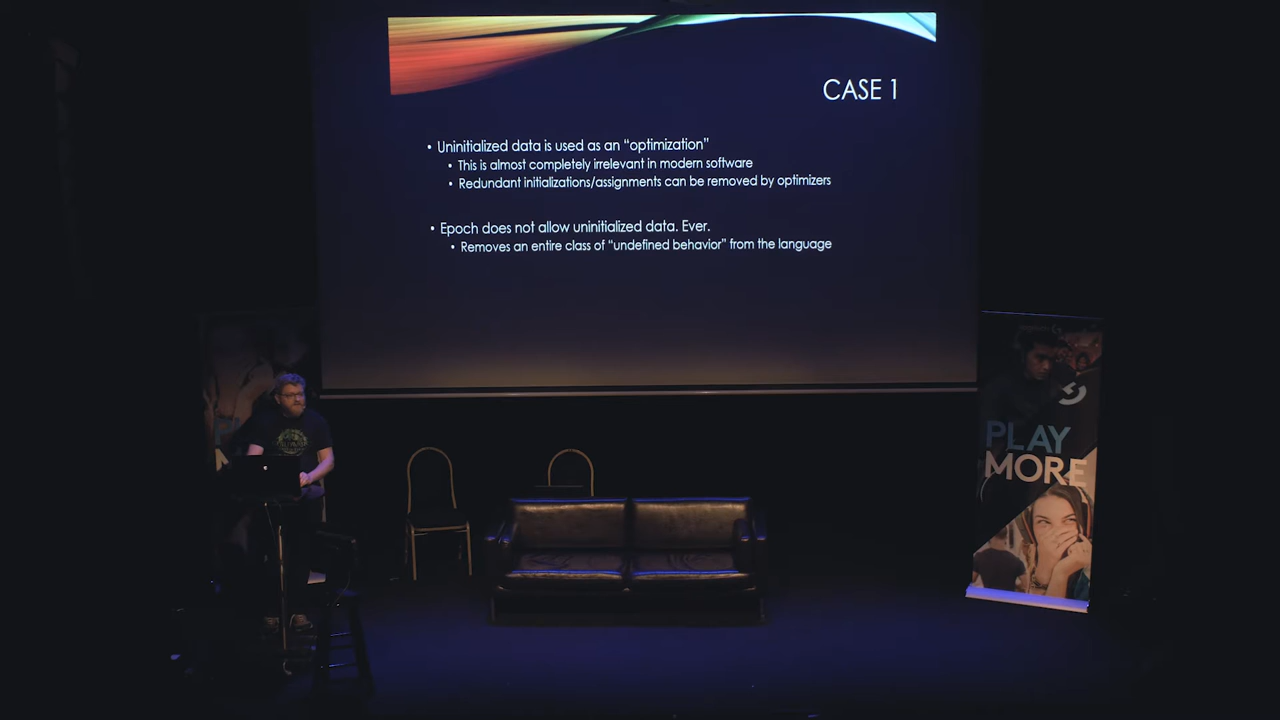 CASE 1
• Uninitialized data is used as an “optimization”
• This is almost completely irrelevant in modern software
• Redundant initializations/assignments can be removed by optimizers
• Epoch does not allow uninitialized data. Ever.
• Removes an entire class of “undefined behavior” from the language
PLAY
MORE